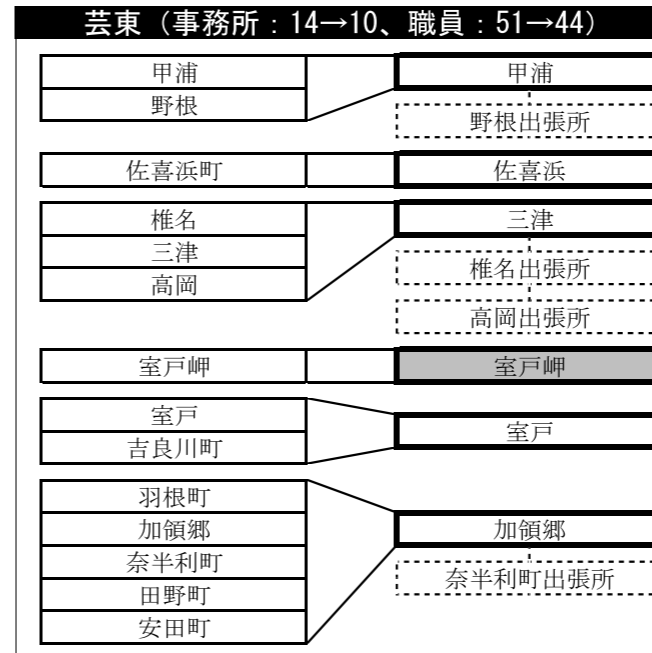 芸東（事務所：14→10、職員：51→44）
甲浦
野根
甲浦
野根出張所
佐喜浜町
佐喜浜
椎名
三津
高岡
三津
椎名出張所
高岡出張所
室戸岬
室戸岬
室戸
吉良川町
室戸
羽根町
加領郷
奈半利町
田野町
安田町
加領郷
奈半利町出張所